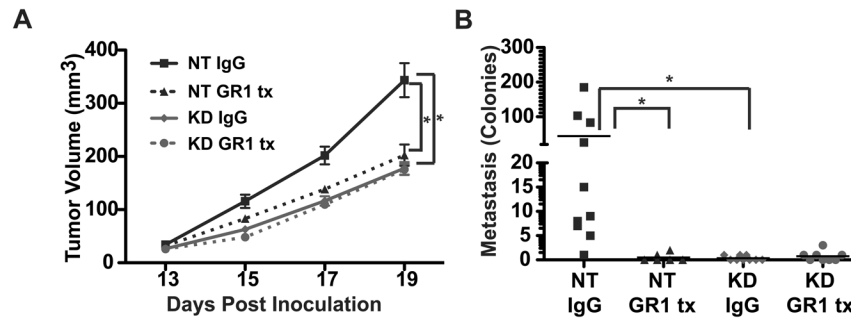 A
Tumor Volume (mm3)
400
300
200
100
0
13
15
17
19
Days Post Inoculation
NT IgG
NT GR1 tx
KD IgG
KD GR1 tx
*
*
B
Metastasis (Colonies)
300
200
100
20
15
10
5
0
*
*
NT
IgG
NT
GR1 tx
KD
IgG
KD
GR1 tx